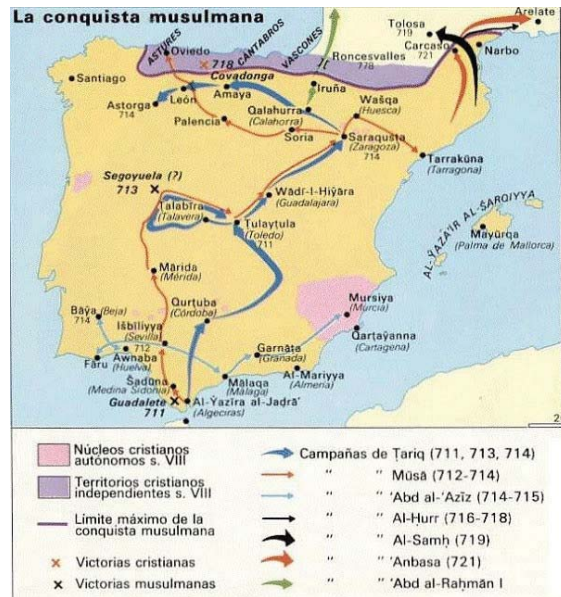 La conquista musulmana
ASTURES
CÁNTABROS
VASCONES
Oviedo
718
Covadonga
Roncesvalles
778
Tolosa
719
Carcaso
721
Arelate
Narbo
Santiago
León
Amaya
Iruña
Astorga
714
Palencia
Qalahurra
(Calahorra)
Wašqa
(Huesca)
Soria
Saraqusta
(Zaragoza)
714
Tarrakūna
(Tarragona)
Segoyuela (?)
713
Wādī-l-Ḥiŷāra
(Guadalajara)
Talabīra
(Talavera)
Tulayṭula
(Toledo)
711
AL-ŶAZA'IR AL-ŠARQIYYA
Mayūrqa
(Palma de Mallorca)
Mārida
(Mérida)
Bāŷa (Beja)
714
Qurṭuba
(Córdoba)
Mursiya
(Murcia)
Išbīliyya
(Sevilla)
712
Qarṭaŷanna
(Cartagena)
Fāru
Awnaba
(Huelva)
Garnāṭa
(Granada)
Šadūna
(Medina Sidonia)
Mālaqa
(Málaga)
Al-Mariyya
(Almería)
Guadalete
711
Al-Ŷazīra al-Jaḍrā'
(Algeciras)
Núcleos cristianos
autónomos s. VIII
Territorios cristianos
independientes s. VIII
Límite máximo de la
conquista musulmana
Victorias cristianas
Victorias musulmanas
Campañas de Ṭariq (711, 713, 714)
" " Mūsā (712-714)
" " 'Abd al-'Azīz (714-715)
" " Al-Ḥurr (716-718)
" " Al-Samḥ (719)
" " 'Anbasa (721)
" " 'Abd al-Raḥmān I